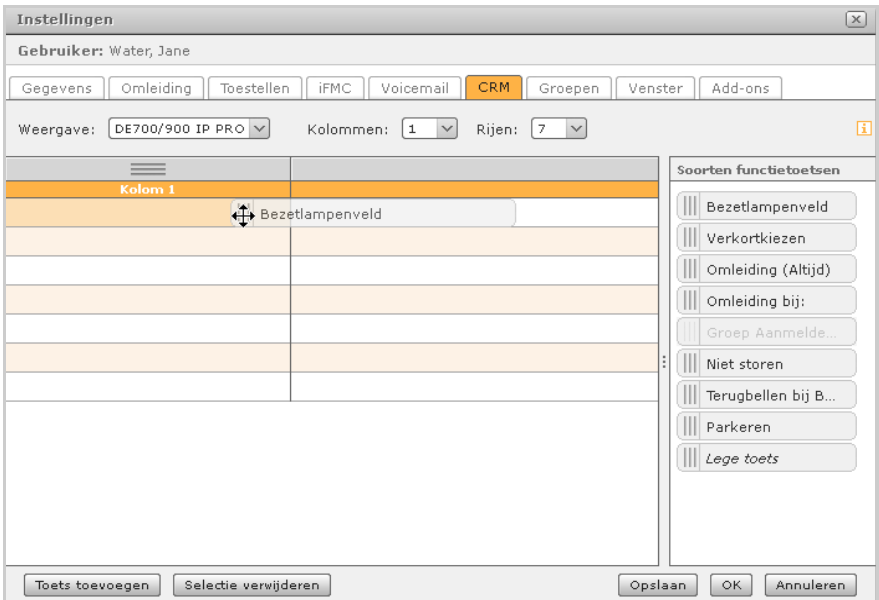 Instellingen
Gebruiker: Water, Jane
Gegevens Omleiding Toestellen iFMC Voicemail CRM Groepen Venster Add-ons
Weergave: DE700/900 IP PRO Kolommen: 1 Rijen: 7
Soorten functietoetsen
Kolom 1
Bezetlampenveld
Bezetlampenveld
Verkortkiezen
Omleiding (Altijd)
Omleiding bij:
Groep Aanmelde...
Niet storen
Terugbellen bij B...
Parkeren
Lege toets
Toets toevoegen Selectie verwijderen Opslaan OK Annuleren